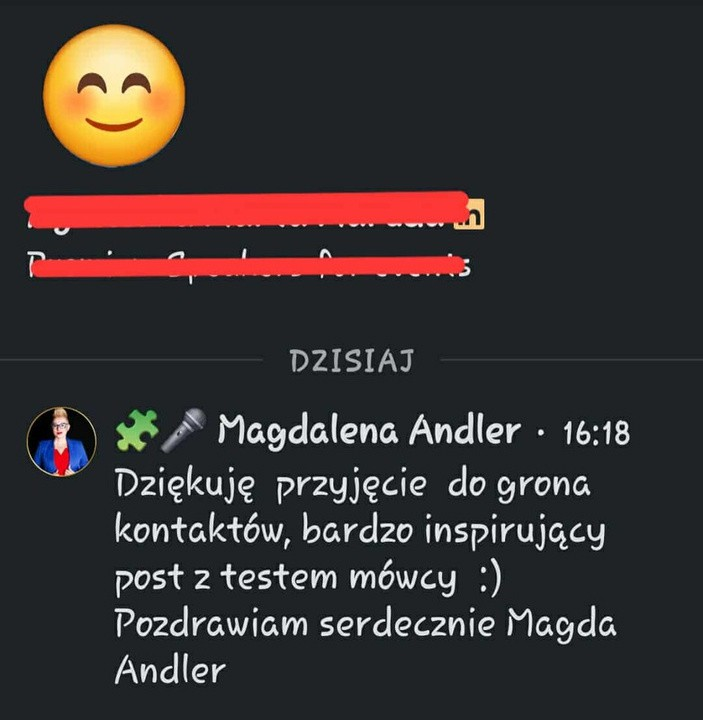 in
DZISIAJ
Magdalena Andler · 16:18
Dziękuję przyjęcie do grona
kontaktów, bardzo inspirujący
post z testem mówcy :)
Pozdrawiam serdecznie Magda
Andler